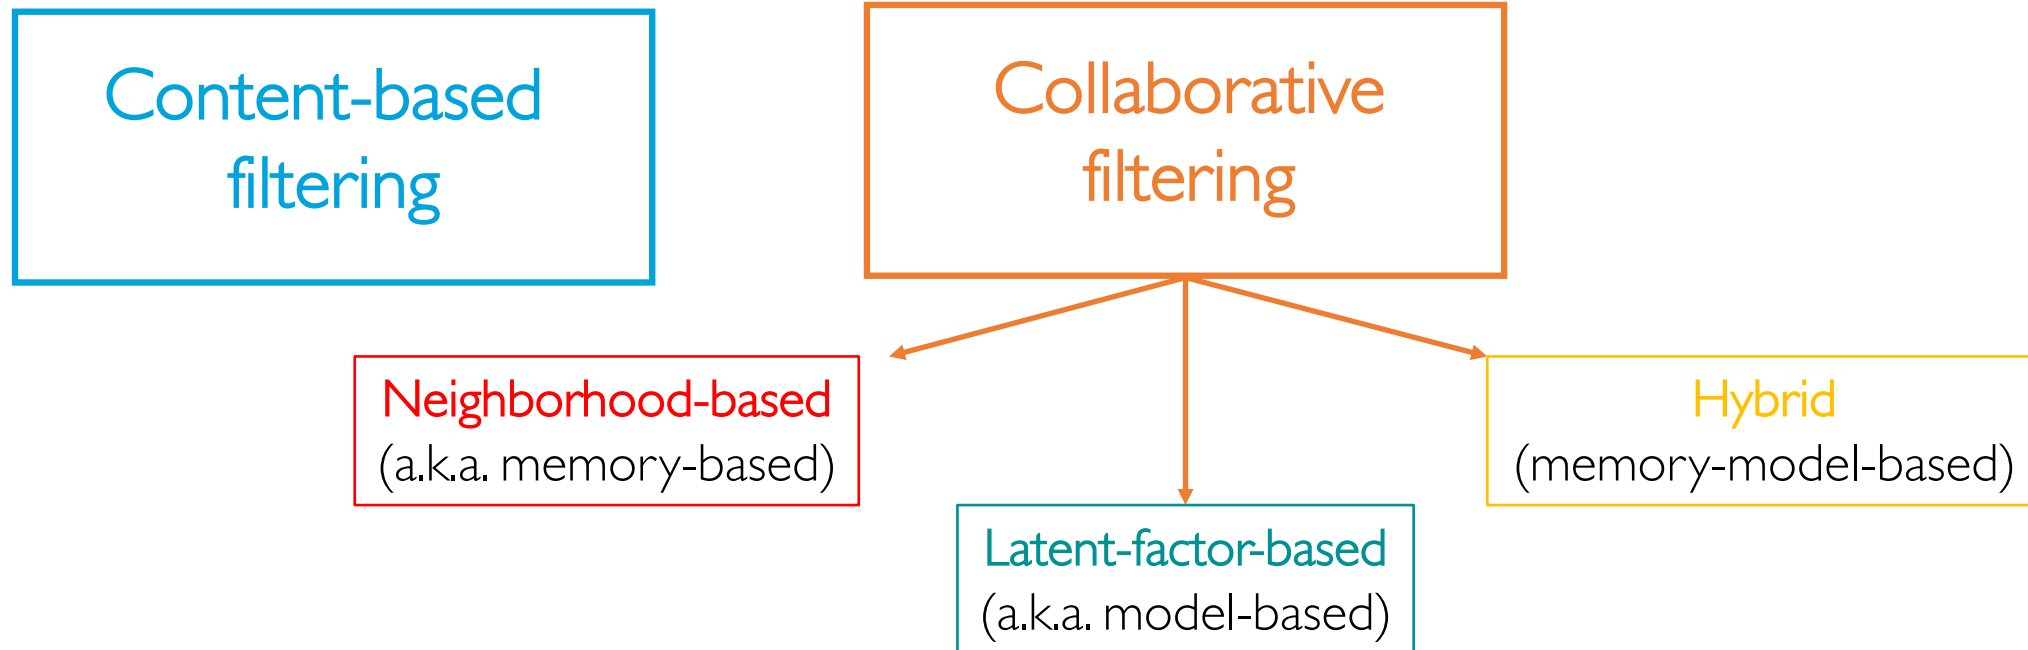 Content-based
filtering
Collaborative
filtering
Neighborhood-based
(a.k.a. memory-based)
Latent-factor-based
(a.k.a. model-based)
Hybrid
(memory-model-based)